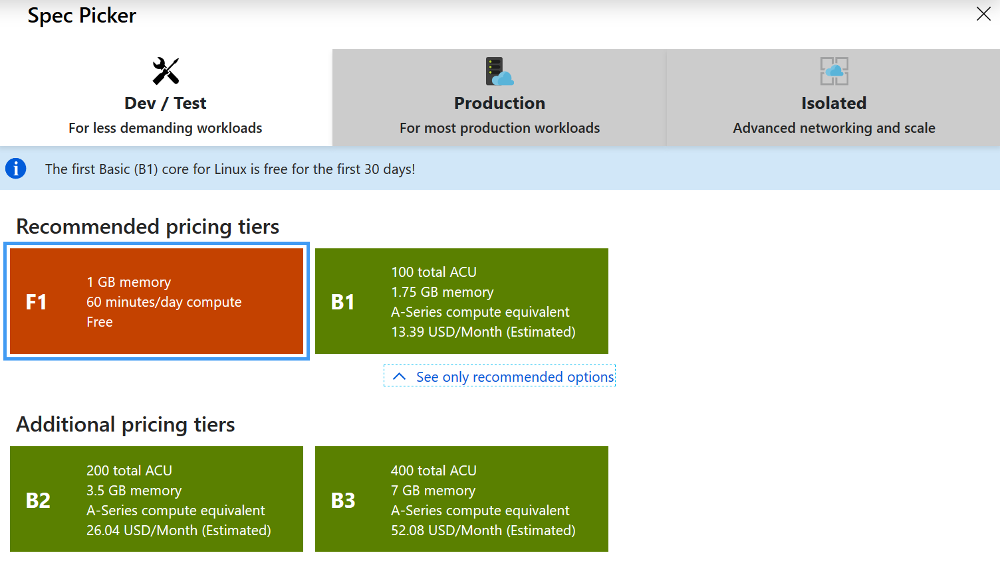 Spec Picker
Dev / Test
For less demanding workloads
Production
For most production workloads
Isolated
Advanced networking and scale
The first Basic (B1) core for Linux is free for the first 30 days!
Recommended pricing tiers
F1
1 GB memory
60 minutes/day compute
Free
B1
100 total ACU
1.75 GB memory
A-Series compute equivalent
13.39 USD/Month (Estimated)
See only recommended options
Additional pricing tiers
B2
200 total ACU
3.5 GB memory
A-Series compute equivalent
26.04 USD/Month (Estimated)
B3
400 total ACU
7 GB memory
A-Series compute equivalent
52.08 USD/Month (Estimated)